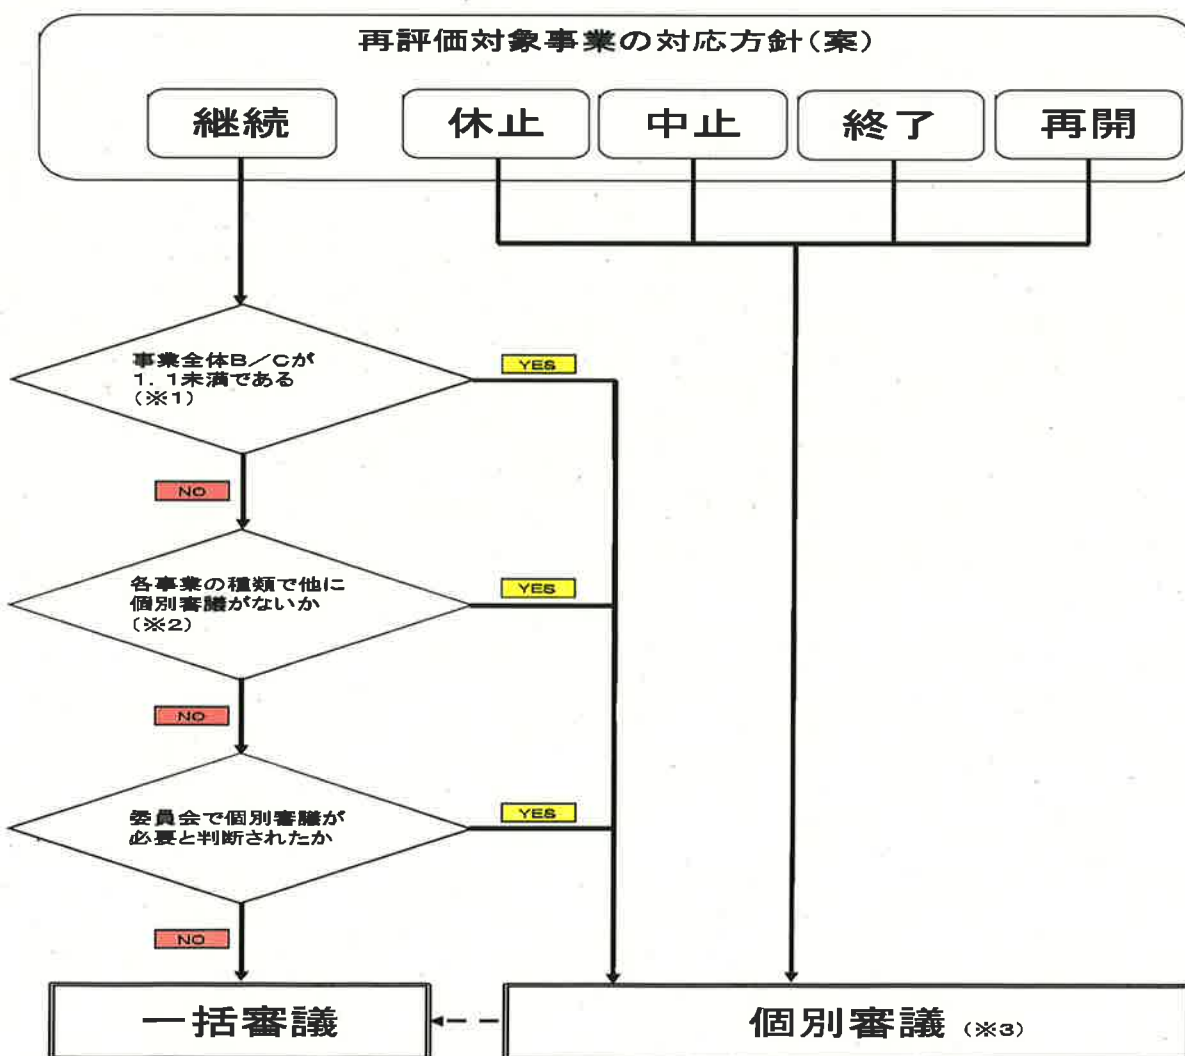 再評価対象事業の対応方針(案)
継続
休止
中止
終了
再開
事業全体B/Cが
1.1未満である
(※1)
YES
NO
各事業の種類で他に
個別審議がないか
(※2)
YES
NO
委員会で個別審議が
必要と判断されたか
YES
NO
一括審議
個別審議(※3)